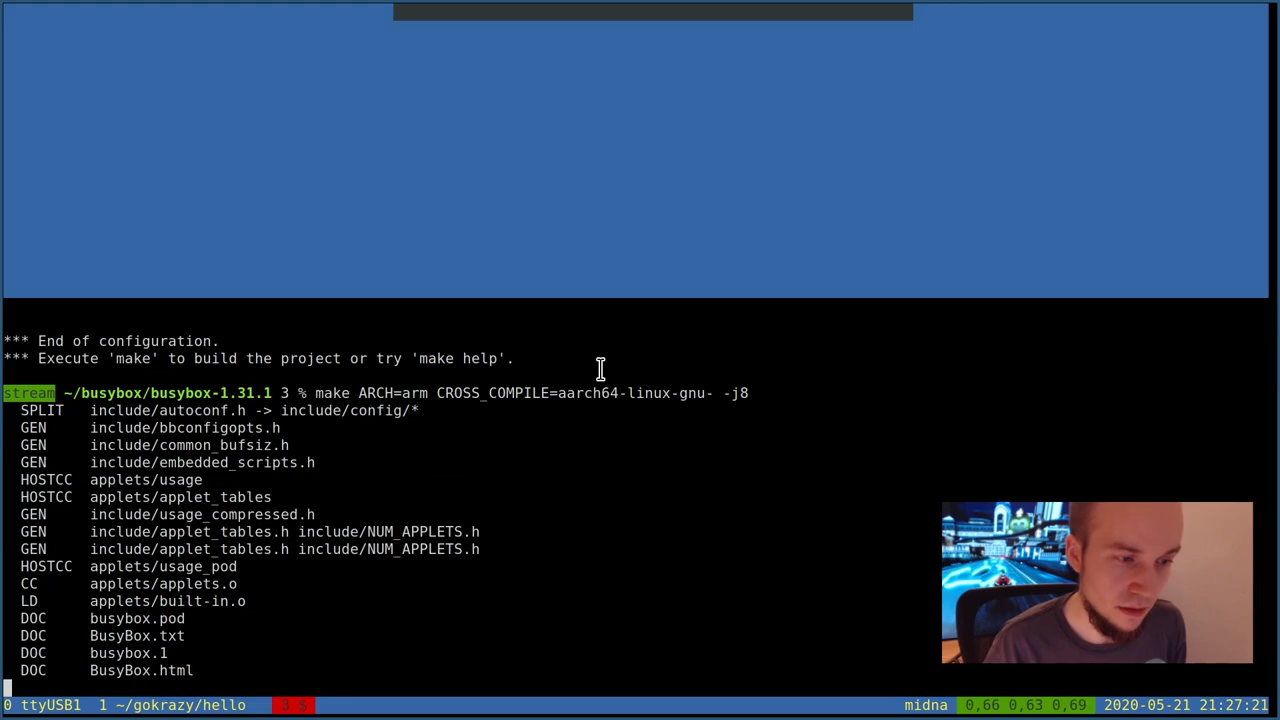 *** End of configuration.
*** Execute 'make' to build the project or try 'make help'.
stream ~/busybox/busybox-1.31.1 3 % make ARCH=arm CROSS_COMPILE=aarch64-linux-gnu- -j8
SPLIT include/autoconf.h -> include/config/*
GEN include/bbconfigopts.h
GEN include/common_bufsiz.h
GEN include/embedded_scripts.h
HOSTCC applets/usage
HOSTCC applets/applet_tables
GEN include/usage_compressed.h
GEN include/applet_tables.h include/NUM_APPLETS.h
GEN include/applet_tables.h include/NUM_APPLETS.h
HOSTCC applets/usage_pod
CC applets/applets.o
LD applets/built-in.o
DOC busybox.pod
DOC BusyBox.txt
DOC busybox.1
DOC BusyBox.html
0 ttyUSB1 1 ~/gokrazy/hello 3 $ midna 0,66 0,63 0,69 2020-05-21 21:27:21